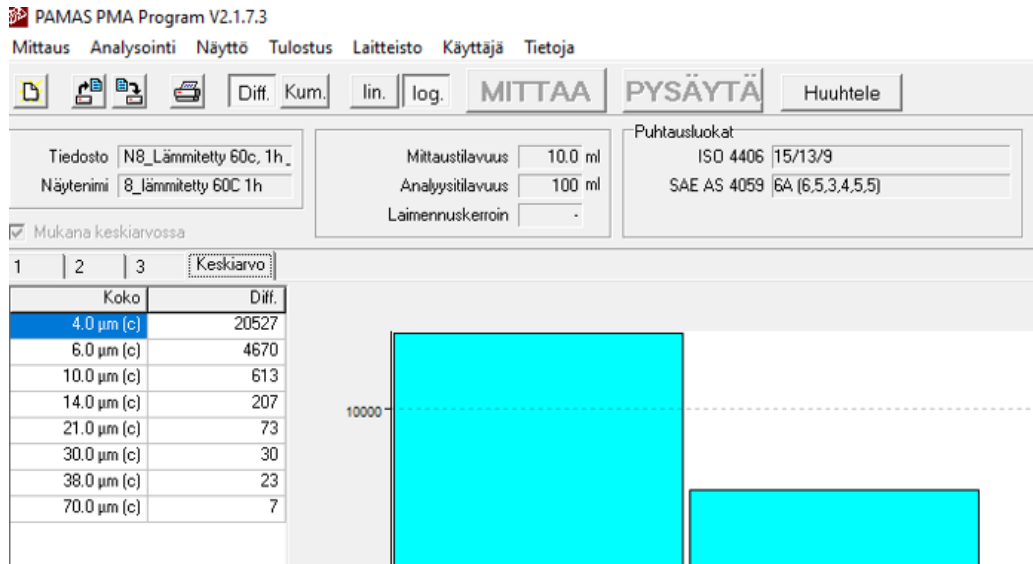 PAMAS PMA Program V2.1.7.3
Mittaus Analysointi Näyttö Tulostus Laitteisto Käyttäjä Tietoja
Diff. Kum. lin. log. MITTAA PYSÄYTÄ Huuhtele
Tiedosto N8_Lämmitetty 60c, 1h_
Näytenimi 8_lämmitetty 60C 1h
Mukana keskiarvossa
Mittaustilavuus 10.0 ml
Analyysitilavuus 100 ml
Laimennuskerroin -
Puhtausluokat
ISO 4406 15/13/9
SAE AS 4059 6A (6,5,3,4,5,5)
1 2 3 Keskiarvo
Koko Diff.
4.0 µm (c) 20527
6.0 µm (c) 4670
10.0 µm (c) 613
14.0 µm (c) 207
21.0 µm (c) 73
30.0 µm (c) 30
38.0 µm (c) 23
70.0 µm (c) 7
10000